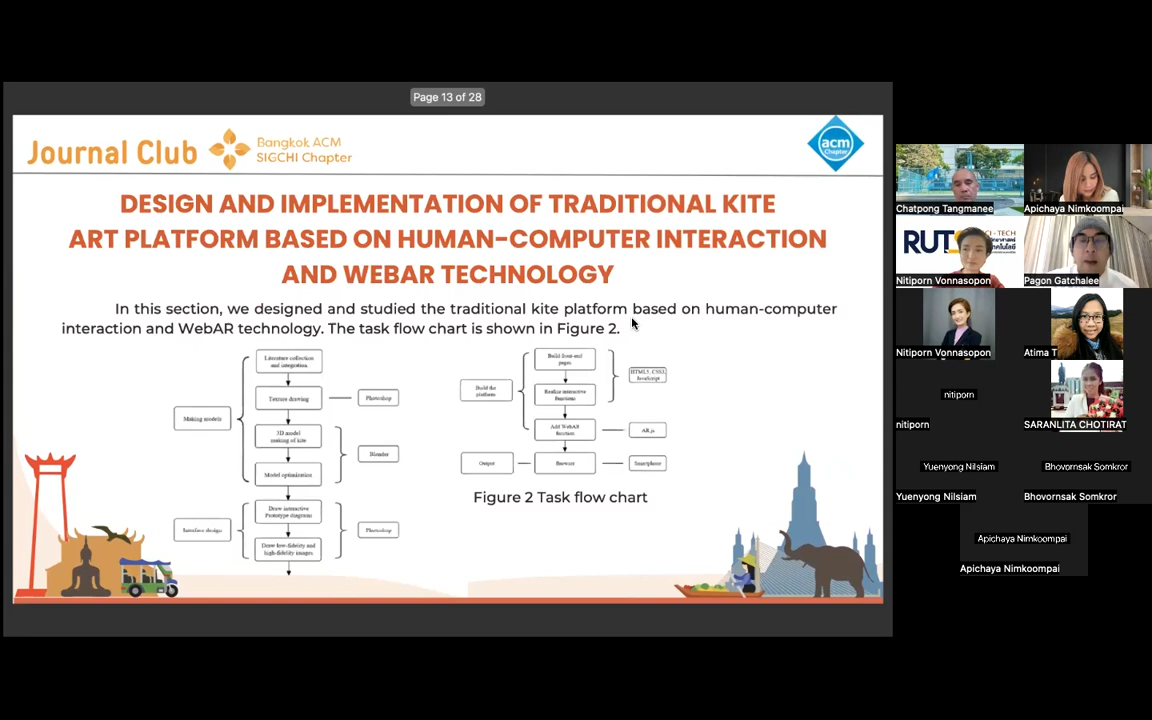 Page 13 of 28
Journal Club
Bangkok ACM
SIGCHI Chapter
acm
Chapter
DESIGN AND IMPLEMENTATION OF TRADITIONAL KITE
ART PLATFORM BASED ON HUMAN-COMPUTER INTERACTION
AND WEBAR TECHNOLOGY
In this section, we designed and studied the traditional kite platform based on human-computer
interaction and WebAR technology. The task flow chart is shown in Figure 2.
Making models
Literature collection
and integration
Texture drawing
Photoshop
3D model
making of kite
Model optimization
Blender
Interface design
Draw interactive
Prototype diagrams
Draw low-fidelity and
high-fidelity images
Photoshop
Build the
platform
Build front-end
pages
Realize interactive
functions
HTML5, CSS3,
JavaScript
Add WebAR
function
AR.js
Output
Browser
Smartphone
Figure 2 Task flow chart
Chatpong Tangmanee
Apichaya Nimkoompai
RUT
CI - TECH
Nitiporn Vonnasopon
Pagon Gatchalee
Nitiporn Vonnasopon
Atima T
nitiporn
nitiporn
SARANLITA CHOTIRAT
Yuenyong Nilsiam
Yuenyong Nilsiam
Bhovornsak Somkror
Bhovornsak Somkror
Apichaya Nimkoompai
Apichaya Nimkoompai